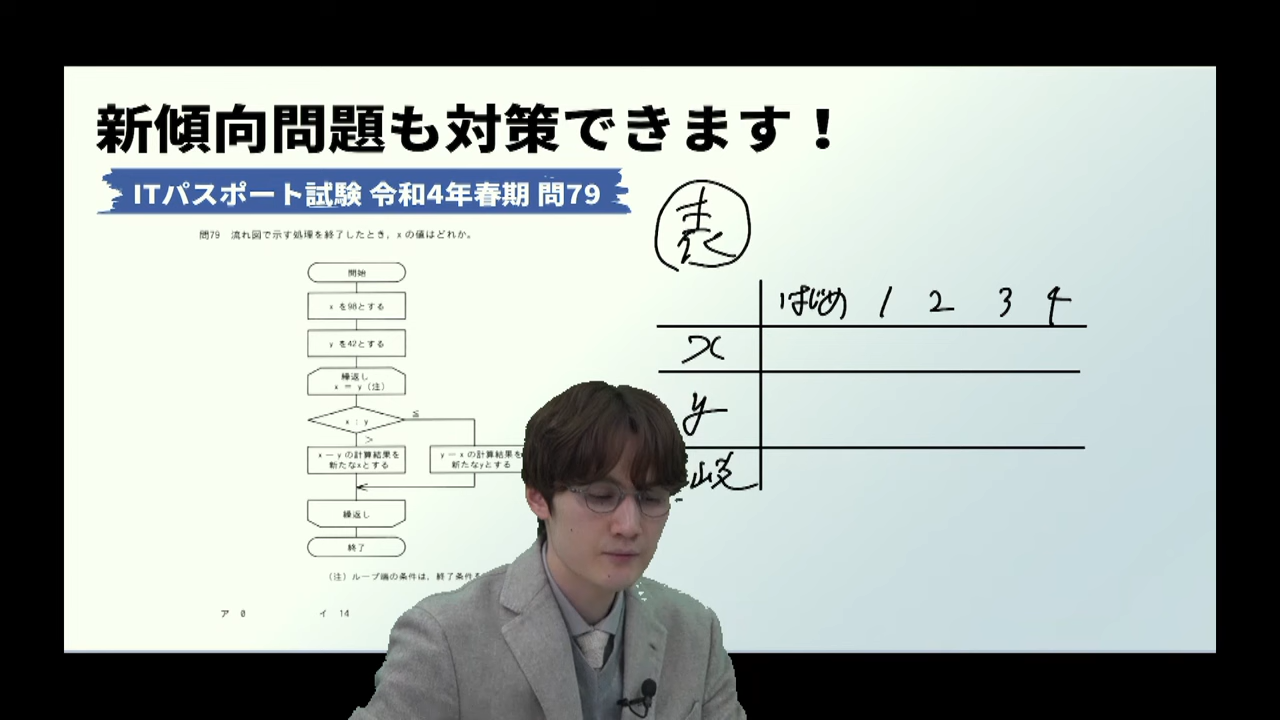 新傾向問題も対策できます！
ITパスポート試験 令和4年春期 問79
問79 流れ図で示す処理を終了したとき，xの値はどれか。
開始
x を98とする
y を42とする
繰返し
x ＝ y（注）
x : y
≦
＞
x － y の計算結果を
新たなxとする
y － x の計算結果を
新たなyとする
繰返し
終了
（注）ループ端の条件は，終了条件
ア 0
イ 14
表
はじめ 1 2 3 4
x
y